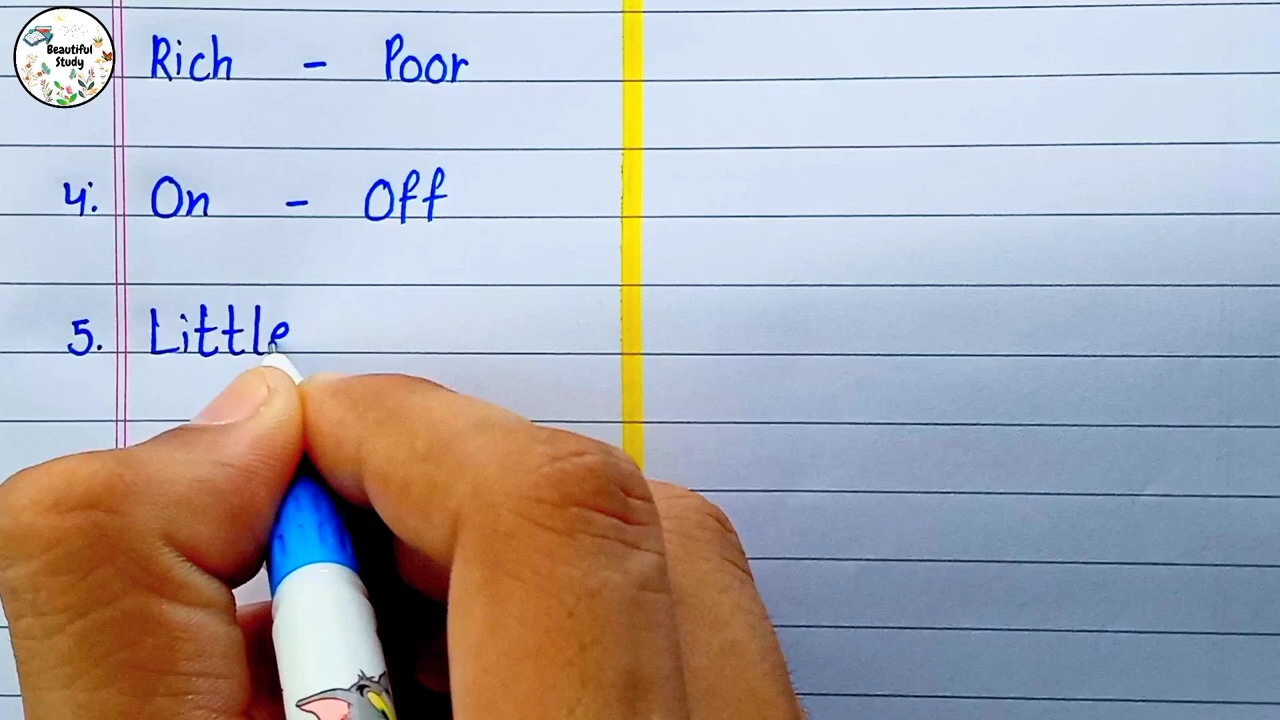 Beautiful
Study
Rich - Poor
4. On - Off
5. Little